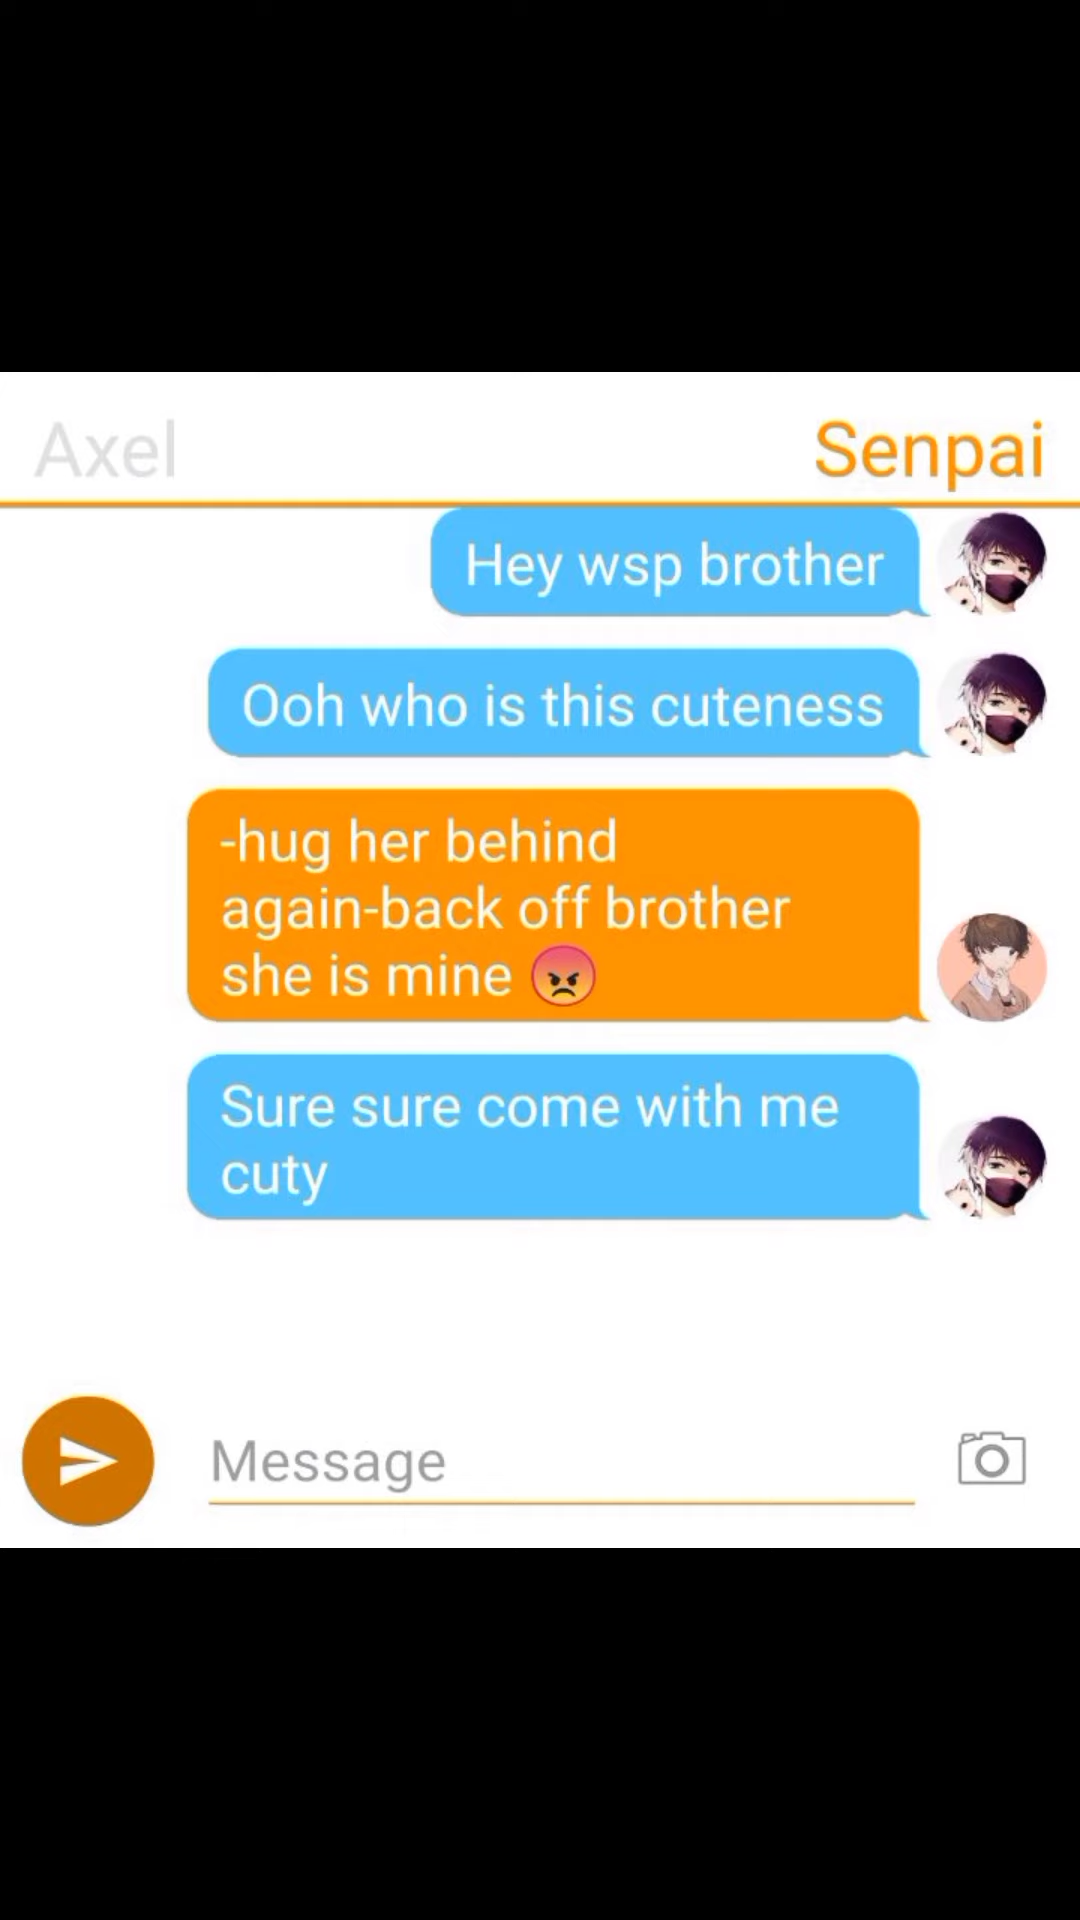 Axel
Senpai
Hey wsp brother
Ooh who is this cuteness
-hug her behind
again-back off brother
she is mine 😡
Sure sure come with me
cuty
Message